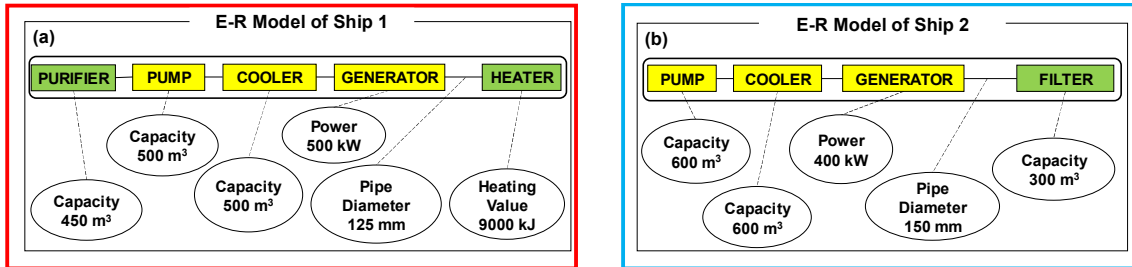 E-R Model of Ship 1
(a)
PURIFIER
PUMP
COOLER
GENERATOR
HEATER
Capacity
450 m³
Capacity
500 m³
Capacity
500 m³
Power
500 kW
Pipe
Diameter
125 mm
Heating
Value
9000 kJ
E-R Model of Ship 2
(b)
PUMP
COOLER
GENERATOR
FILTER
Capacity
600 m³
Capacity
600 m³
Power
400 kW
Pipe
Diameter
150 mm
Capacity
300 m³